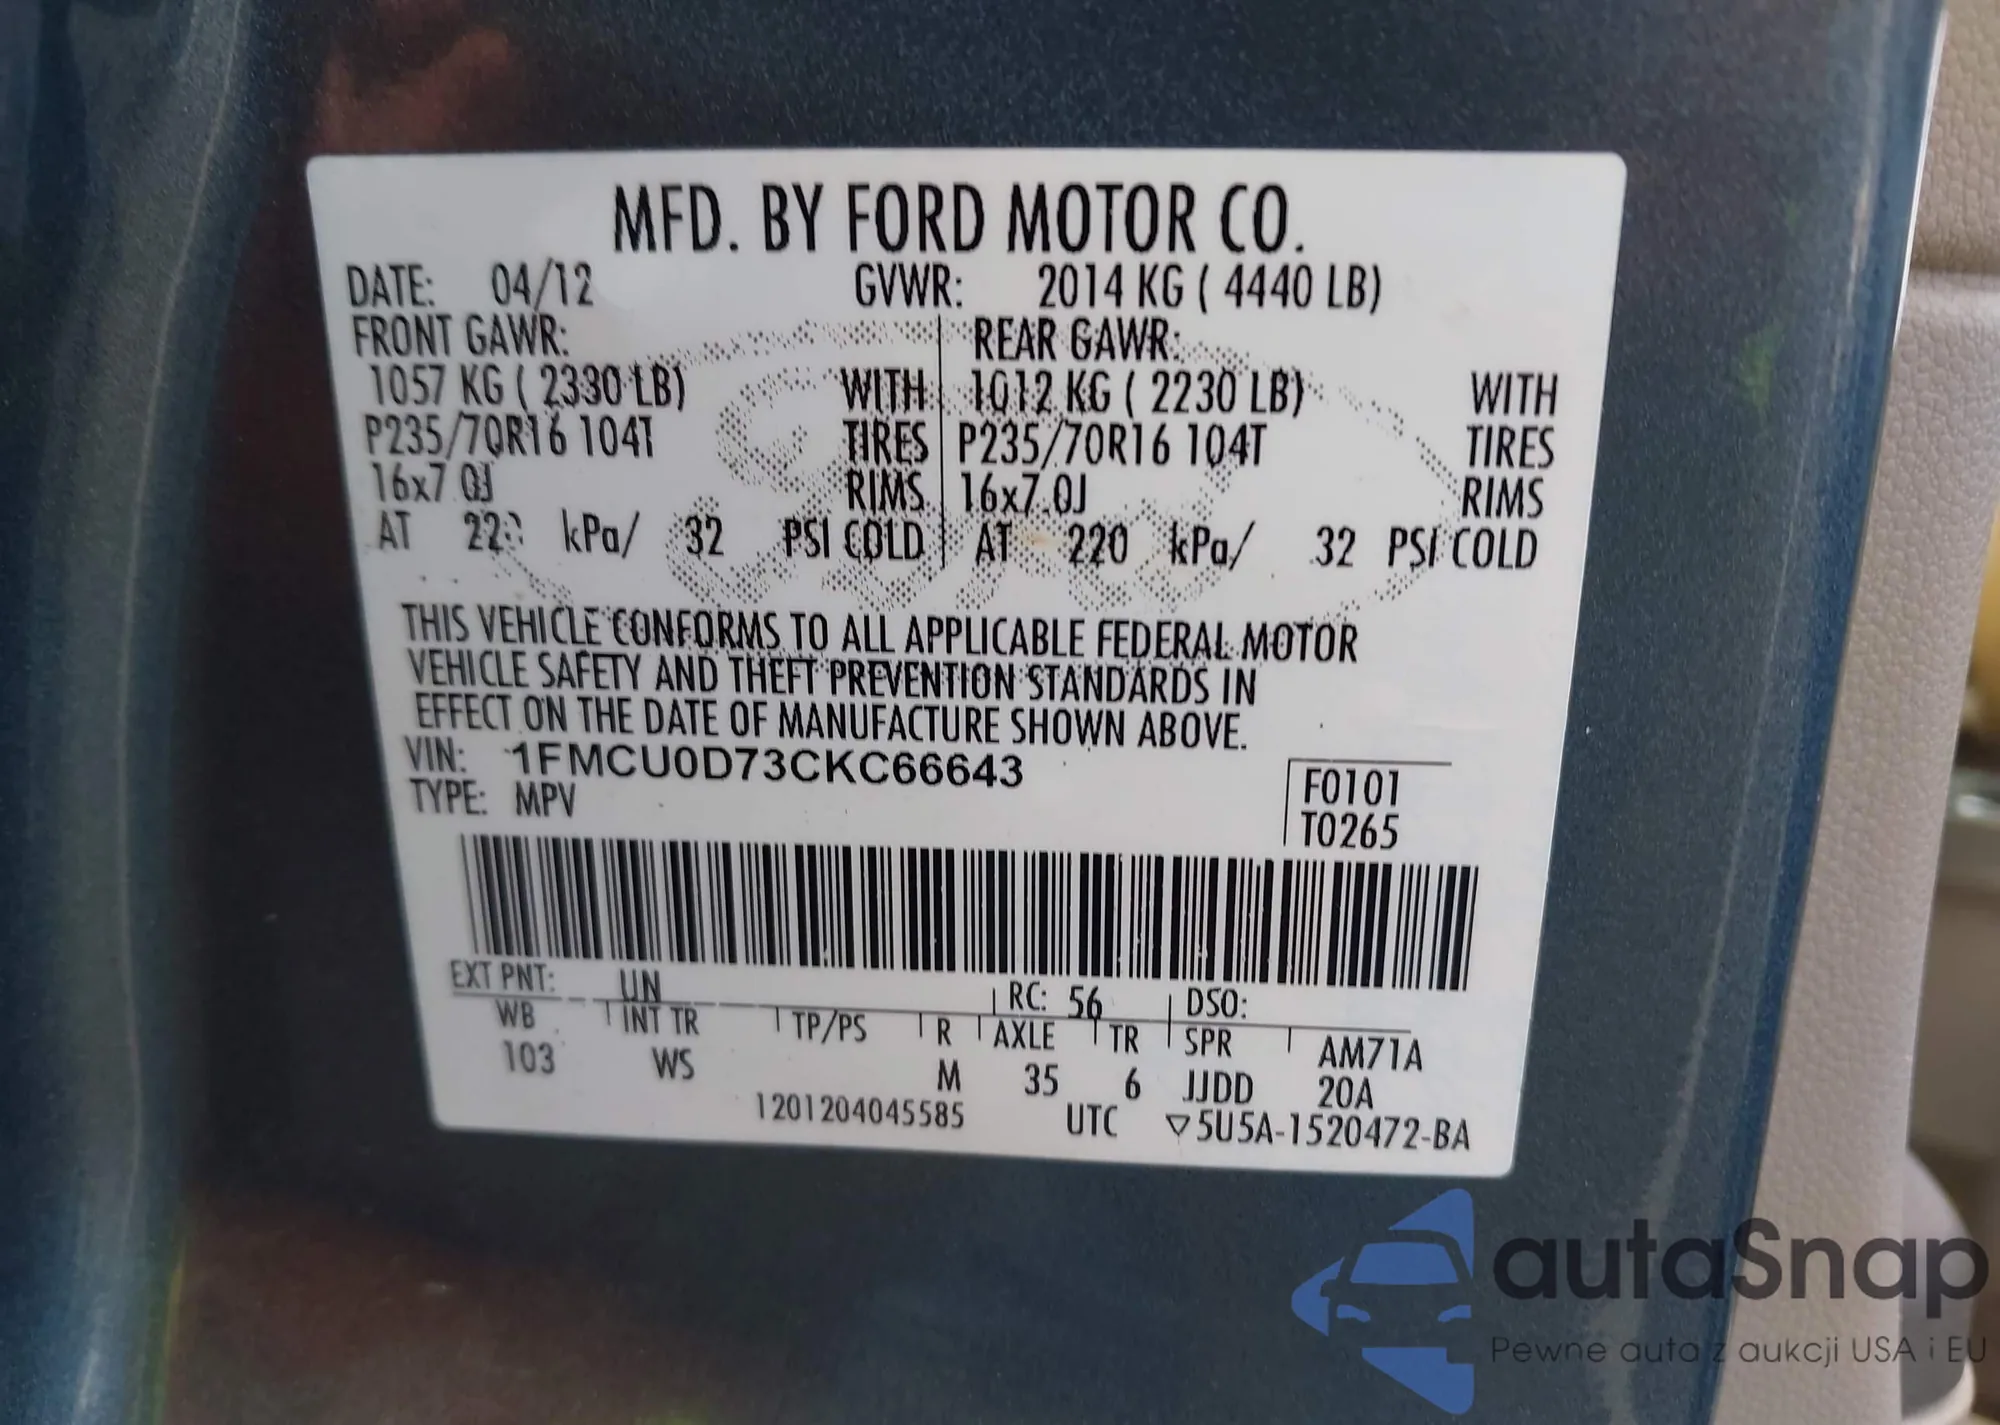 MFD. BY FORD MOTOR CO.
DATE: 04/12 GVWR: 2014 KG ( 4440 LB)
FRONT GAWR: REAR GAWR:
1057 KG ( 2330 LB) WITH 1012 KG ( 2230 LB) WITH
P235/70R16 104T TIRES P235/70R16 104T TIRES
16x7.0J RIMS 16x7.0J RIMS
AT 220 kPa/ 32 PSI COLD AT 220 kPa/ 32 PSI COLD
THIS VEHICLE CONFORMS TO ALL APPLICABLE FEDERAL MOTOR
VEHICLE SAFETY AND THEFT PREVENTION STANDARDS IN
EFFECT ON THE DATE OF MANUFACTURE SHOWN ABOVE.
VIN: 1FMCU0D73CKC66643
TYPE: MPV
F0101
T0265
EXT PNT: UN RC: 56 DSO:
WB INT TR TP/PS R AXLE TR SPR AM71A
103 WS M 35 6 JJDD 20A
1201204045585 UTC ▽5U5A-1520472-BA
autaSnap
Pewne auta z aukcji USA i EU